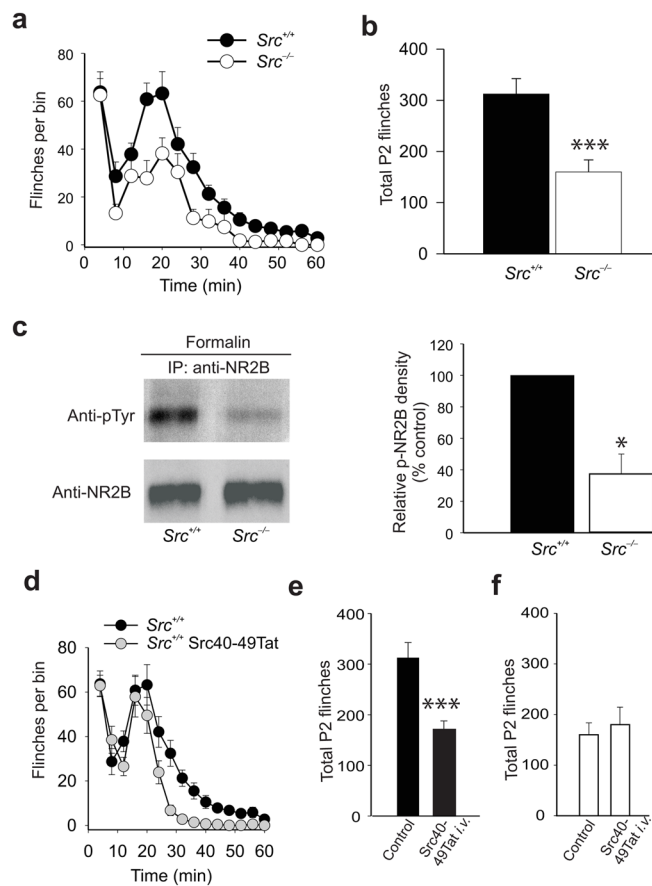 a
Src+/+
Src–/–
80
60
40
20
0
Flinches per bin
0 10 20 30 40 50 60
Time (min)
b
400
300
200
100
0
Total P2 flinches
***
Src+/+ Src–/–
c
Formalin
IP: anti-NR2B
Anti-pTyr
Anti-NR2B
Src+/+ Src–/–
120
100
80
60
40
20
0
Relative p-NR2B density
(% control)
*
Src+/+ Src–/–
d
Src+/+
Src+/+ Src40-49Tat
80
60
40
20
0
Flinches per bin
0 10 20 30 40 50 60
Time (min)
e
400
300
200
100
0
Total P2 flinches
***
Control
Src40-
49Tat i.v.
f
400
300
200
100
0
Total P2 flinches
Control
Src40-
49Tat i.v.